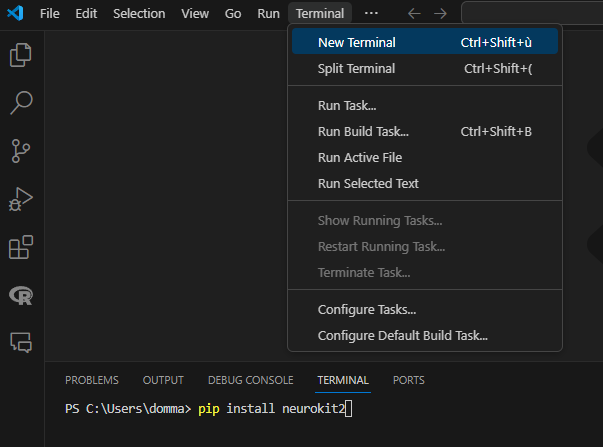 File Edit Selection View Go Run Terminal ···
New Terminal Ctrl+Shift+ù
Split Terminal Ctrl+Shift+(
Run Task...
Run Build Task... Ctrl+Shift+B
Run Active File
Run Selected Text
Show Running Tasks...
Restart Running Task...
Terminate Task...
Configure Tasks...
Configure Default Build Task...
PROBLEMS OUTPUT DEBUG CONSOLE TERMINAL PORTS
PS C:\Users\domma> pip install neurokit2